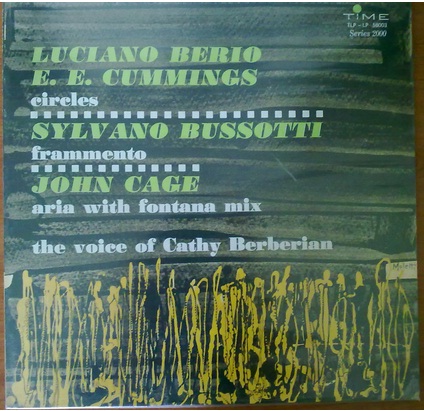 TIME
Series 2000
LUCIANO BERIO
E. E. CUMMINGS
circles
SYLVANO BUSSOTTI
frammento
JOHN CAGE
aria with fontana mix
the voice of Cathy Berberian